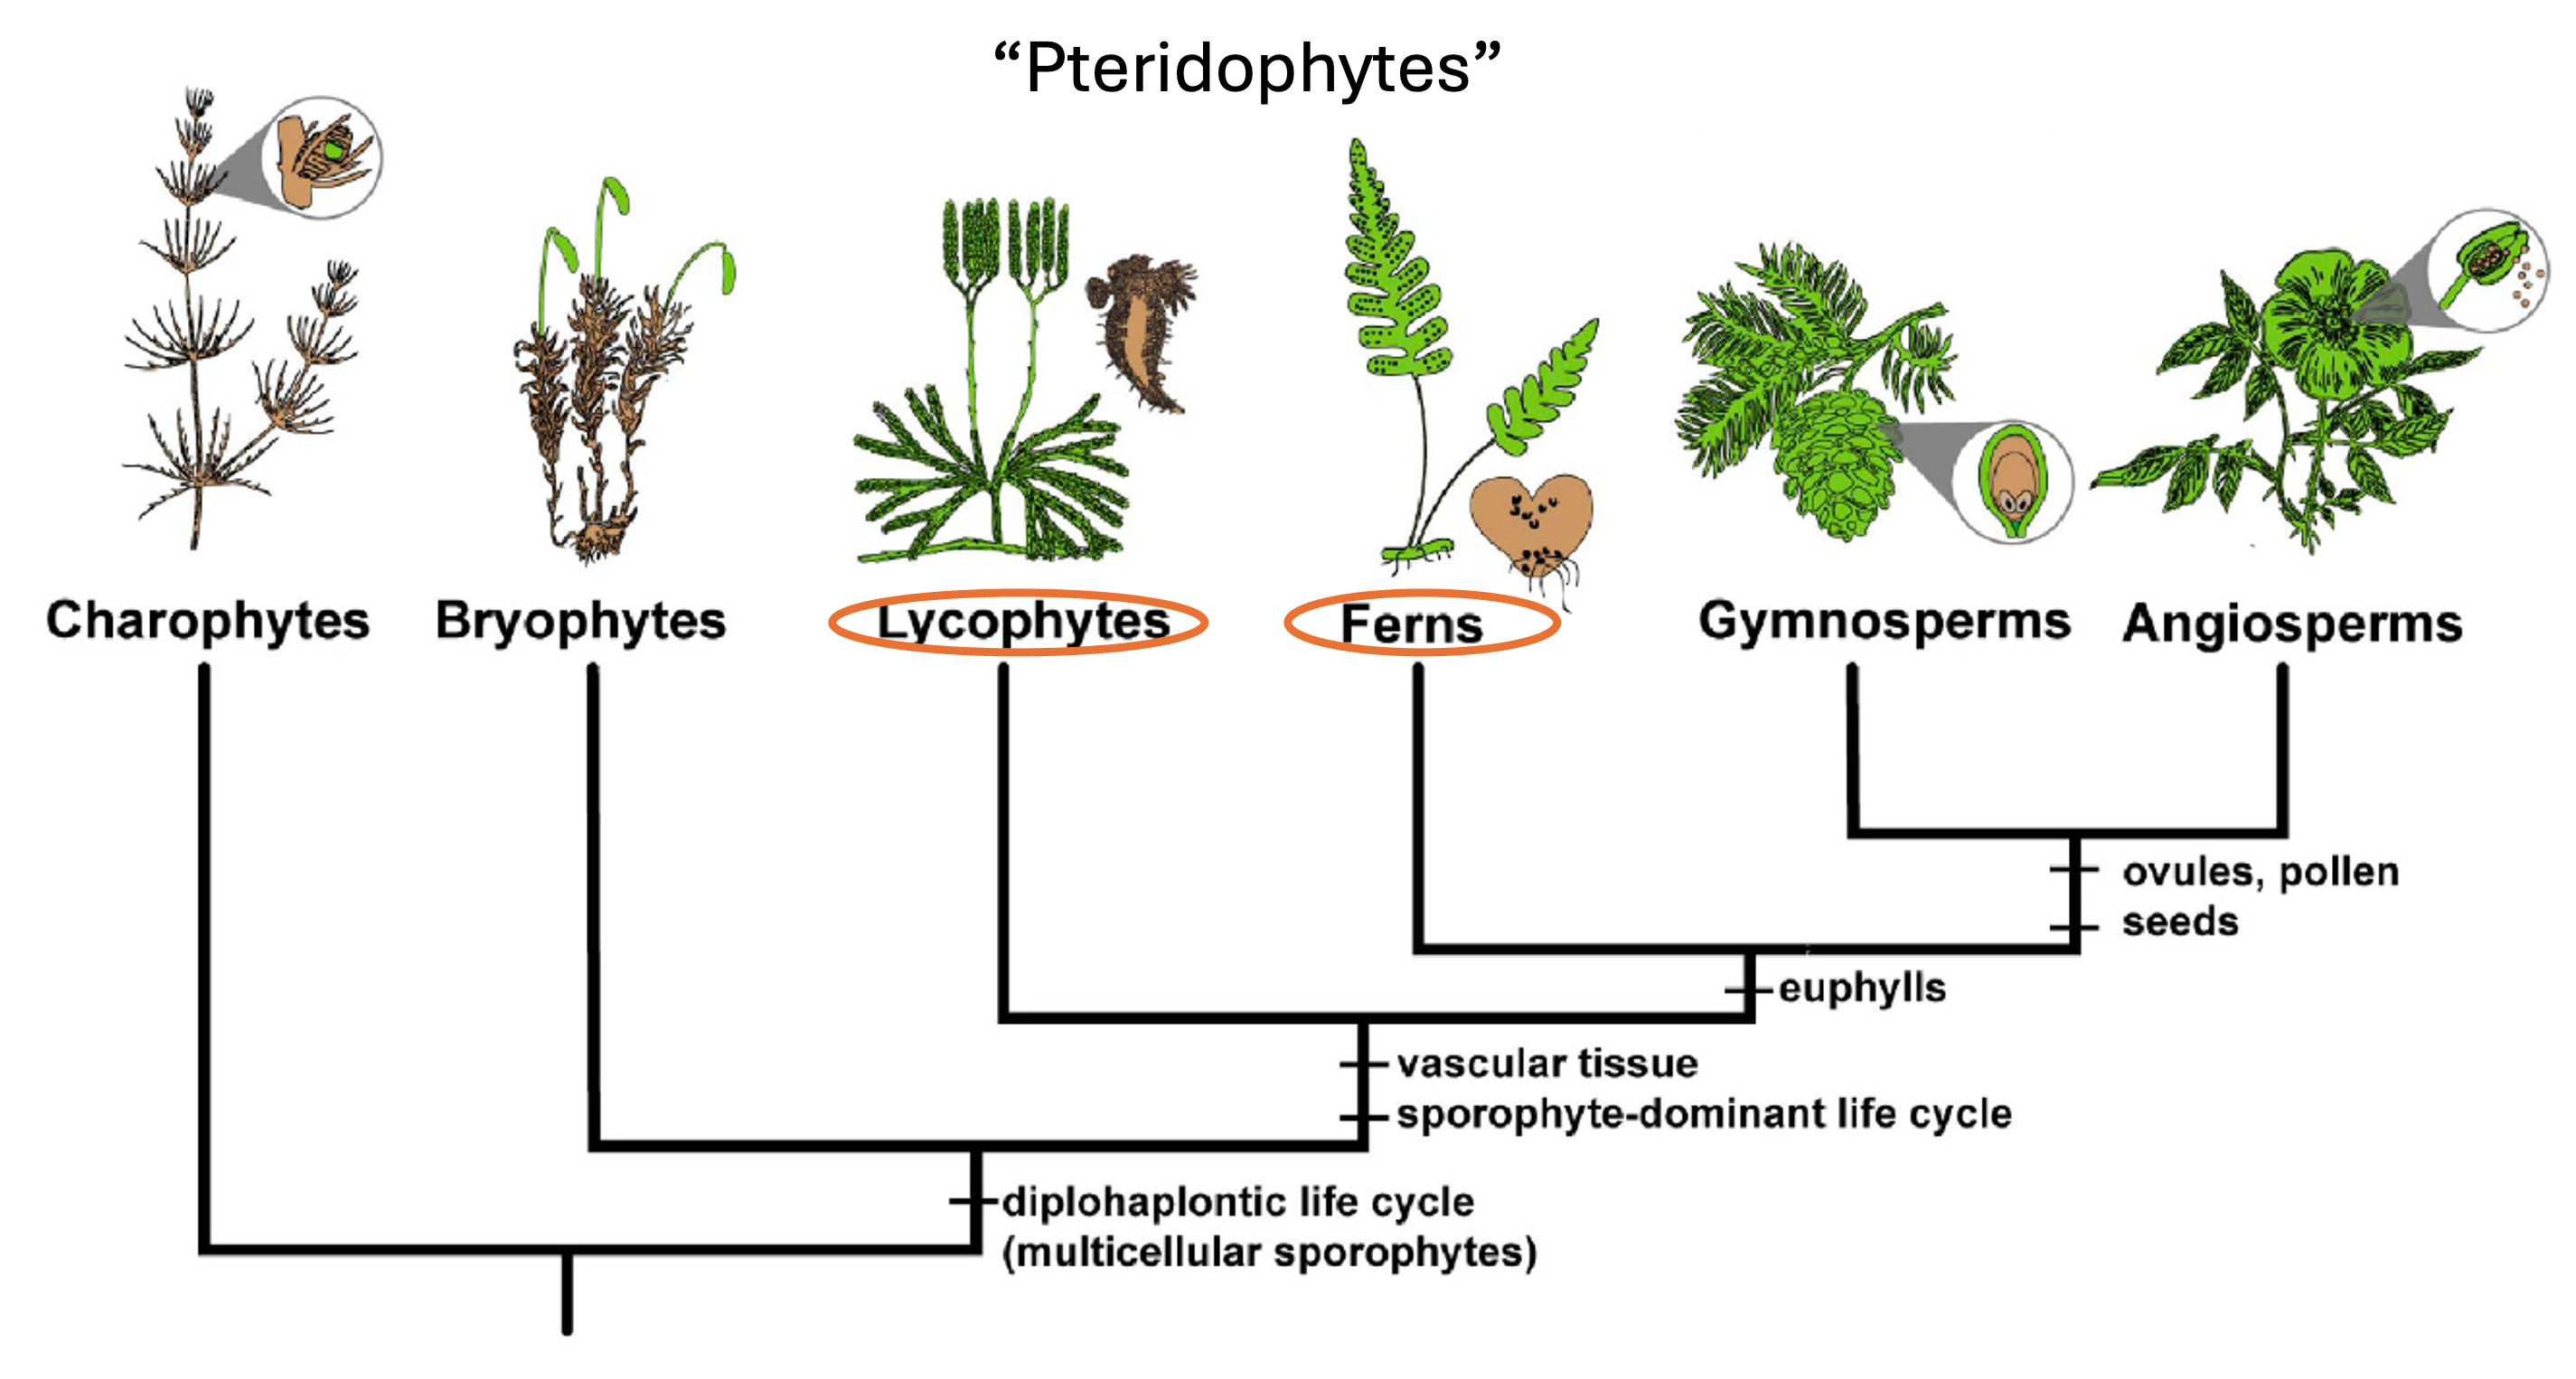 “Pteridophytes”
Charophytes
Bryophytes
Lycophytes
Ferns
Gymnosperms
Angiosperms
ovules, pollen
seeds
euphylls
vascular tissue
sporophyte-dominant life cycle
diplohaplontic life cycle
(multicellular sporophytes)